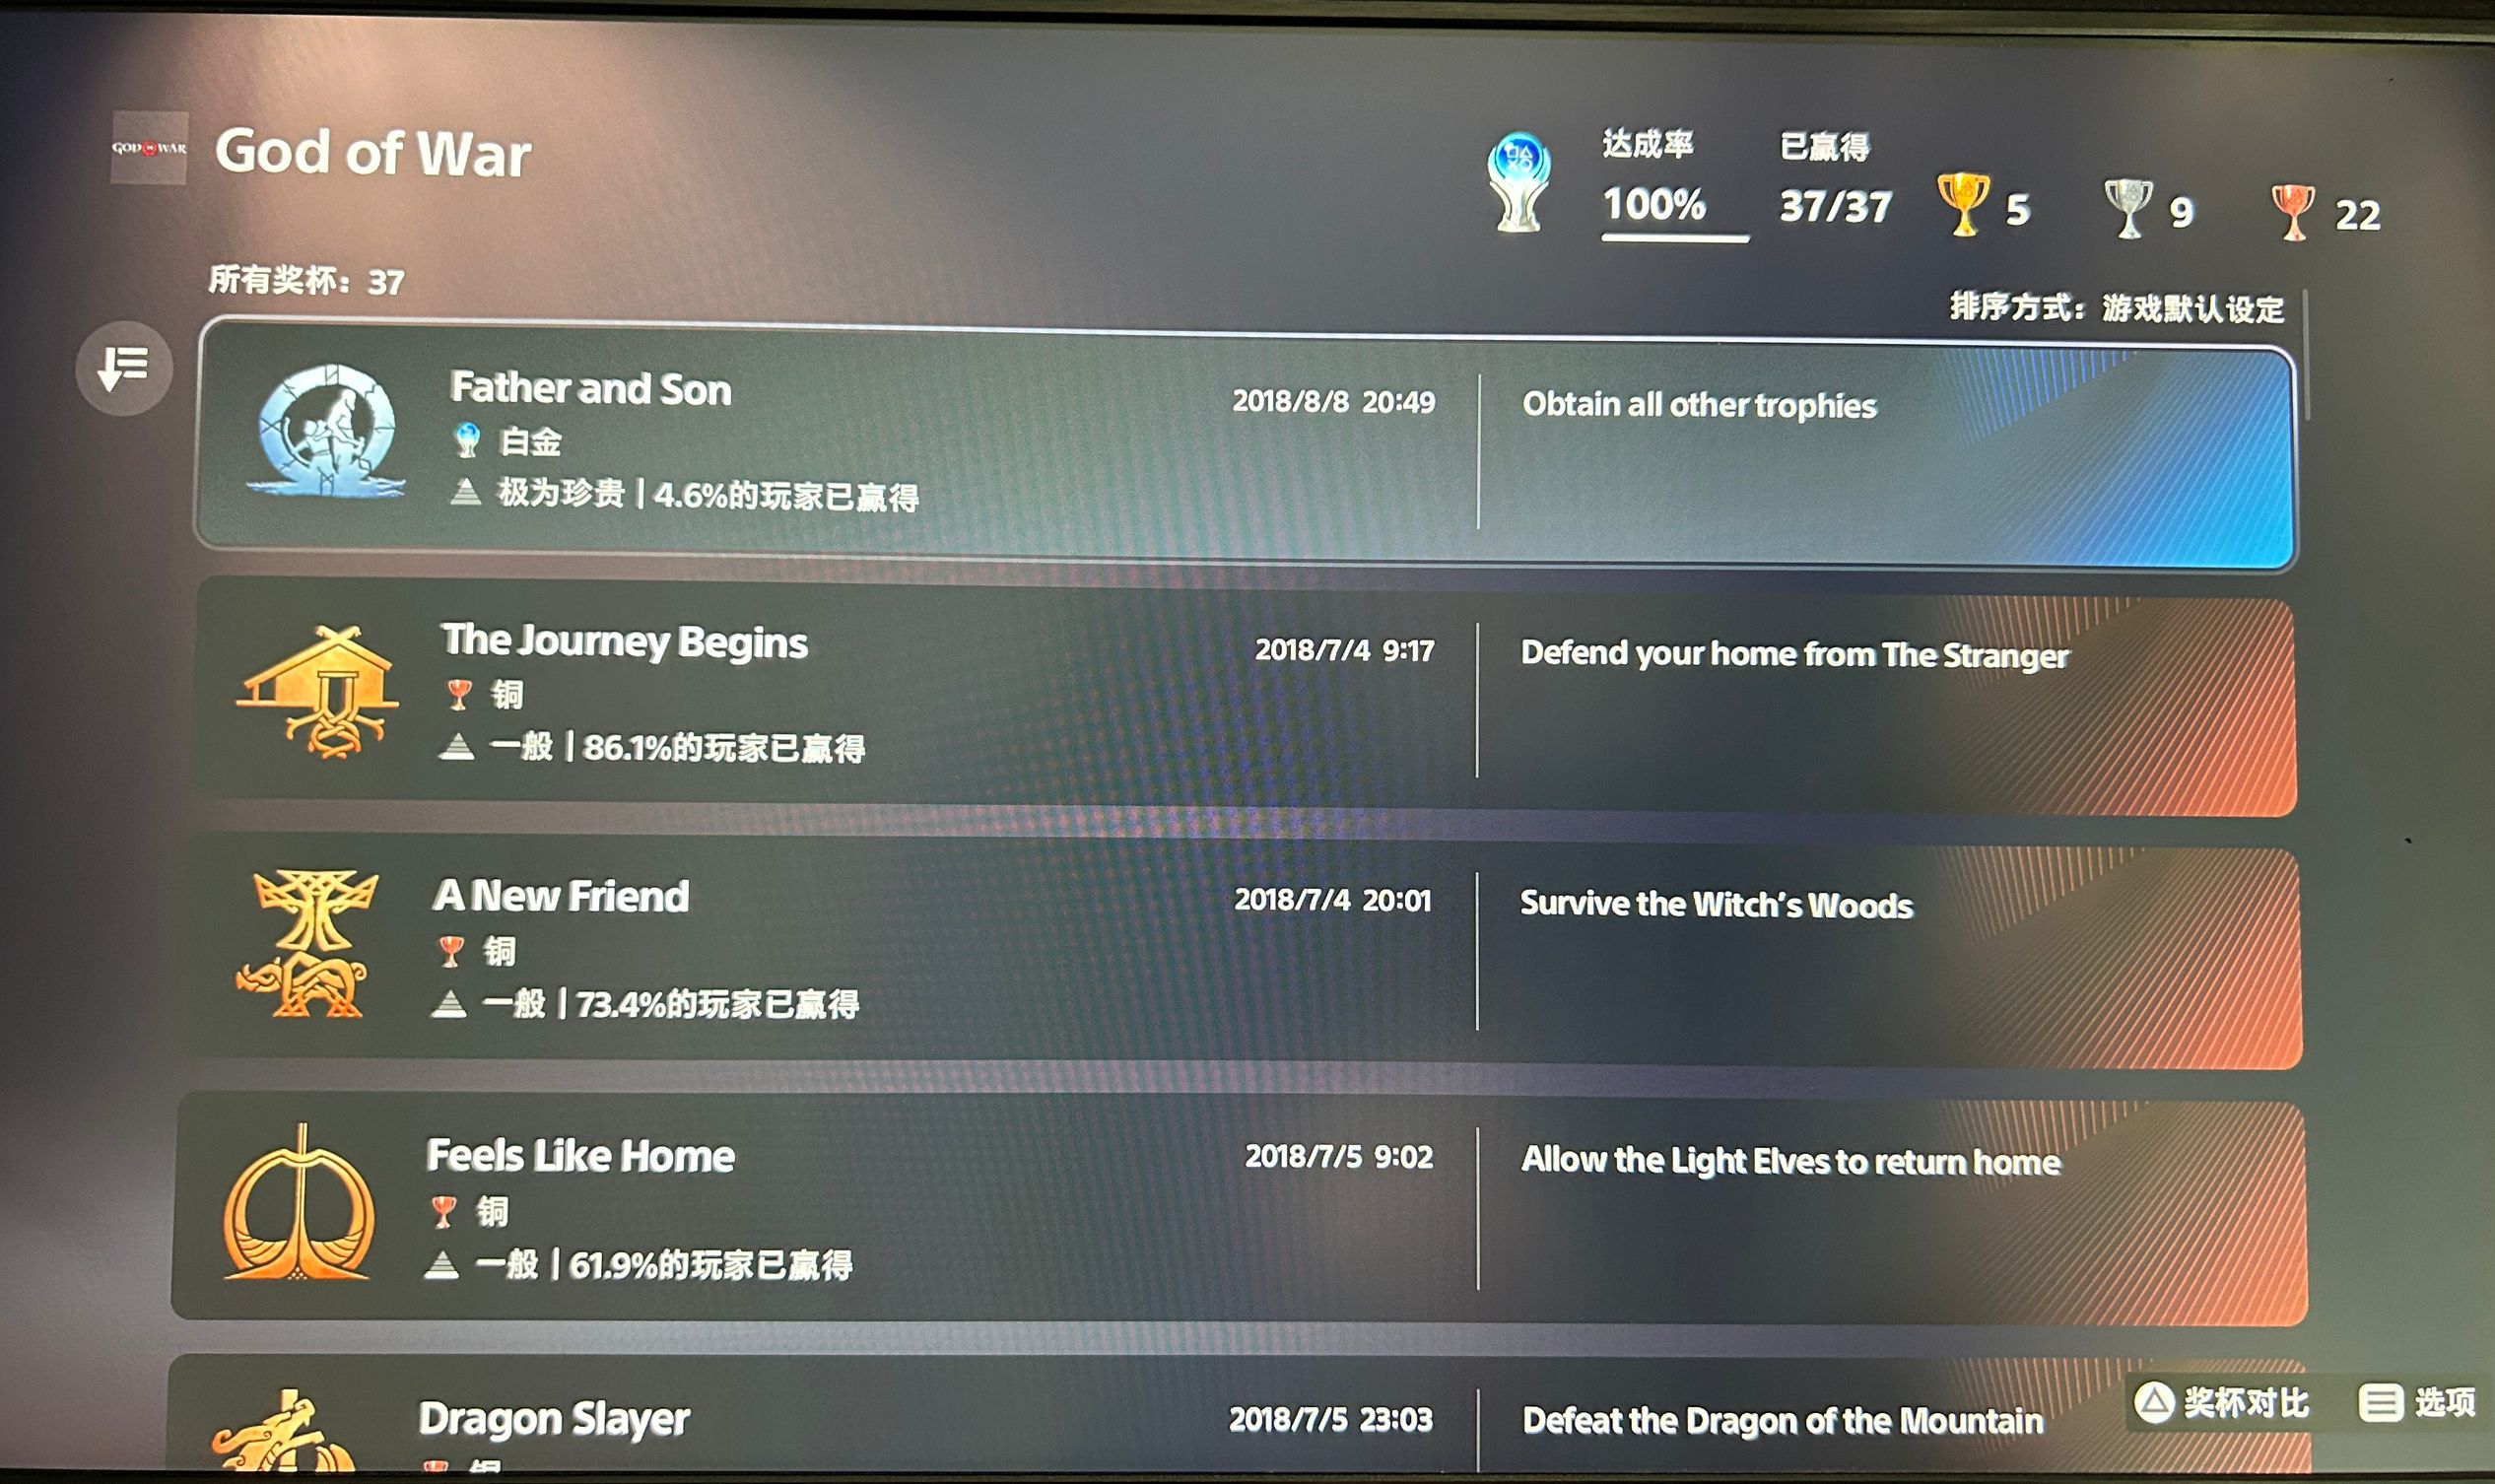 GOD OF WAR
God of War
达成率
100%
已赢得
37/37
5
9
22
所有奖杯：37
排序方式：游戏默认设定
Father and Son
白金
极为珍贵 | 4.6%的玩家已赢得
2018/8/8 20:49
Obtain all other trophies
The Journey Begins
铜
一般 | 86.1%的玩家已赢得
2018/7/4 9:17
Defend your home from The Stranger
A New Friend
铜
一般 | 73.4%的玩家已赢得
2018/7/4 20:01
Survive the Witch's Woods
Feels Like Home
铜
一般 | 61.9%的玩家已赢得
2018/7/5 9:02
Allow the Light Elves to return home
Dragon Slayer
铜
2018/7/5 23:03
Defeat the Dragon of the Mountain
奖杯对比
选项